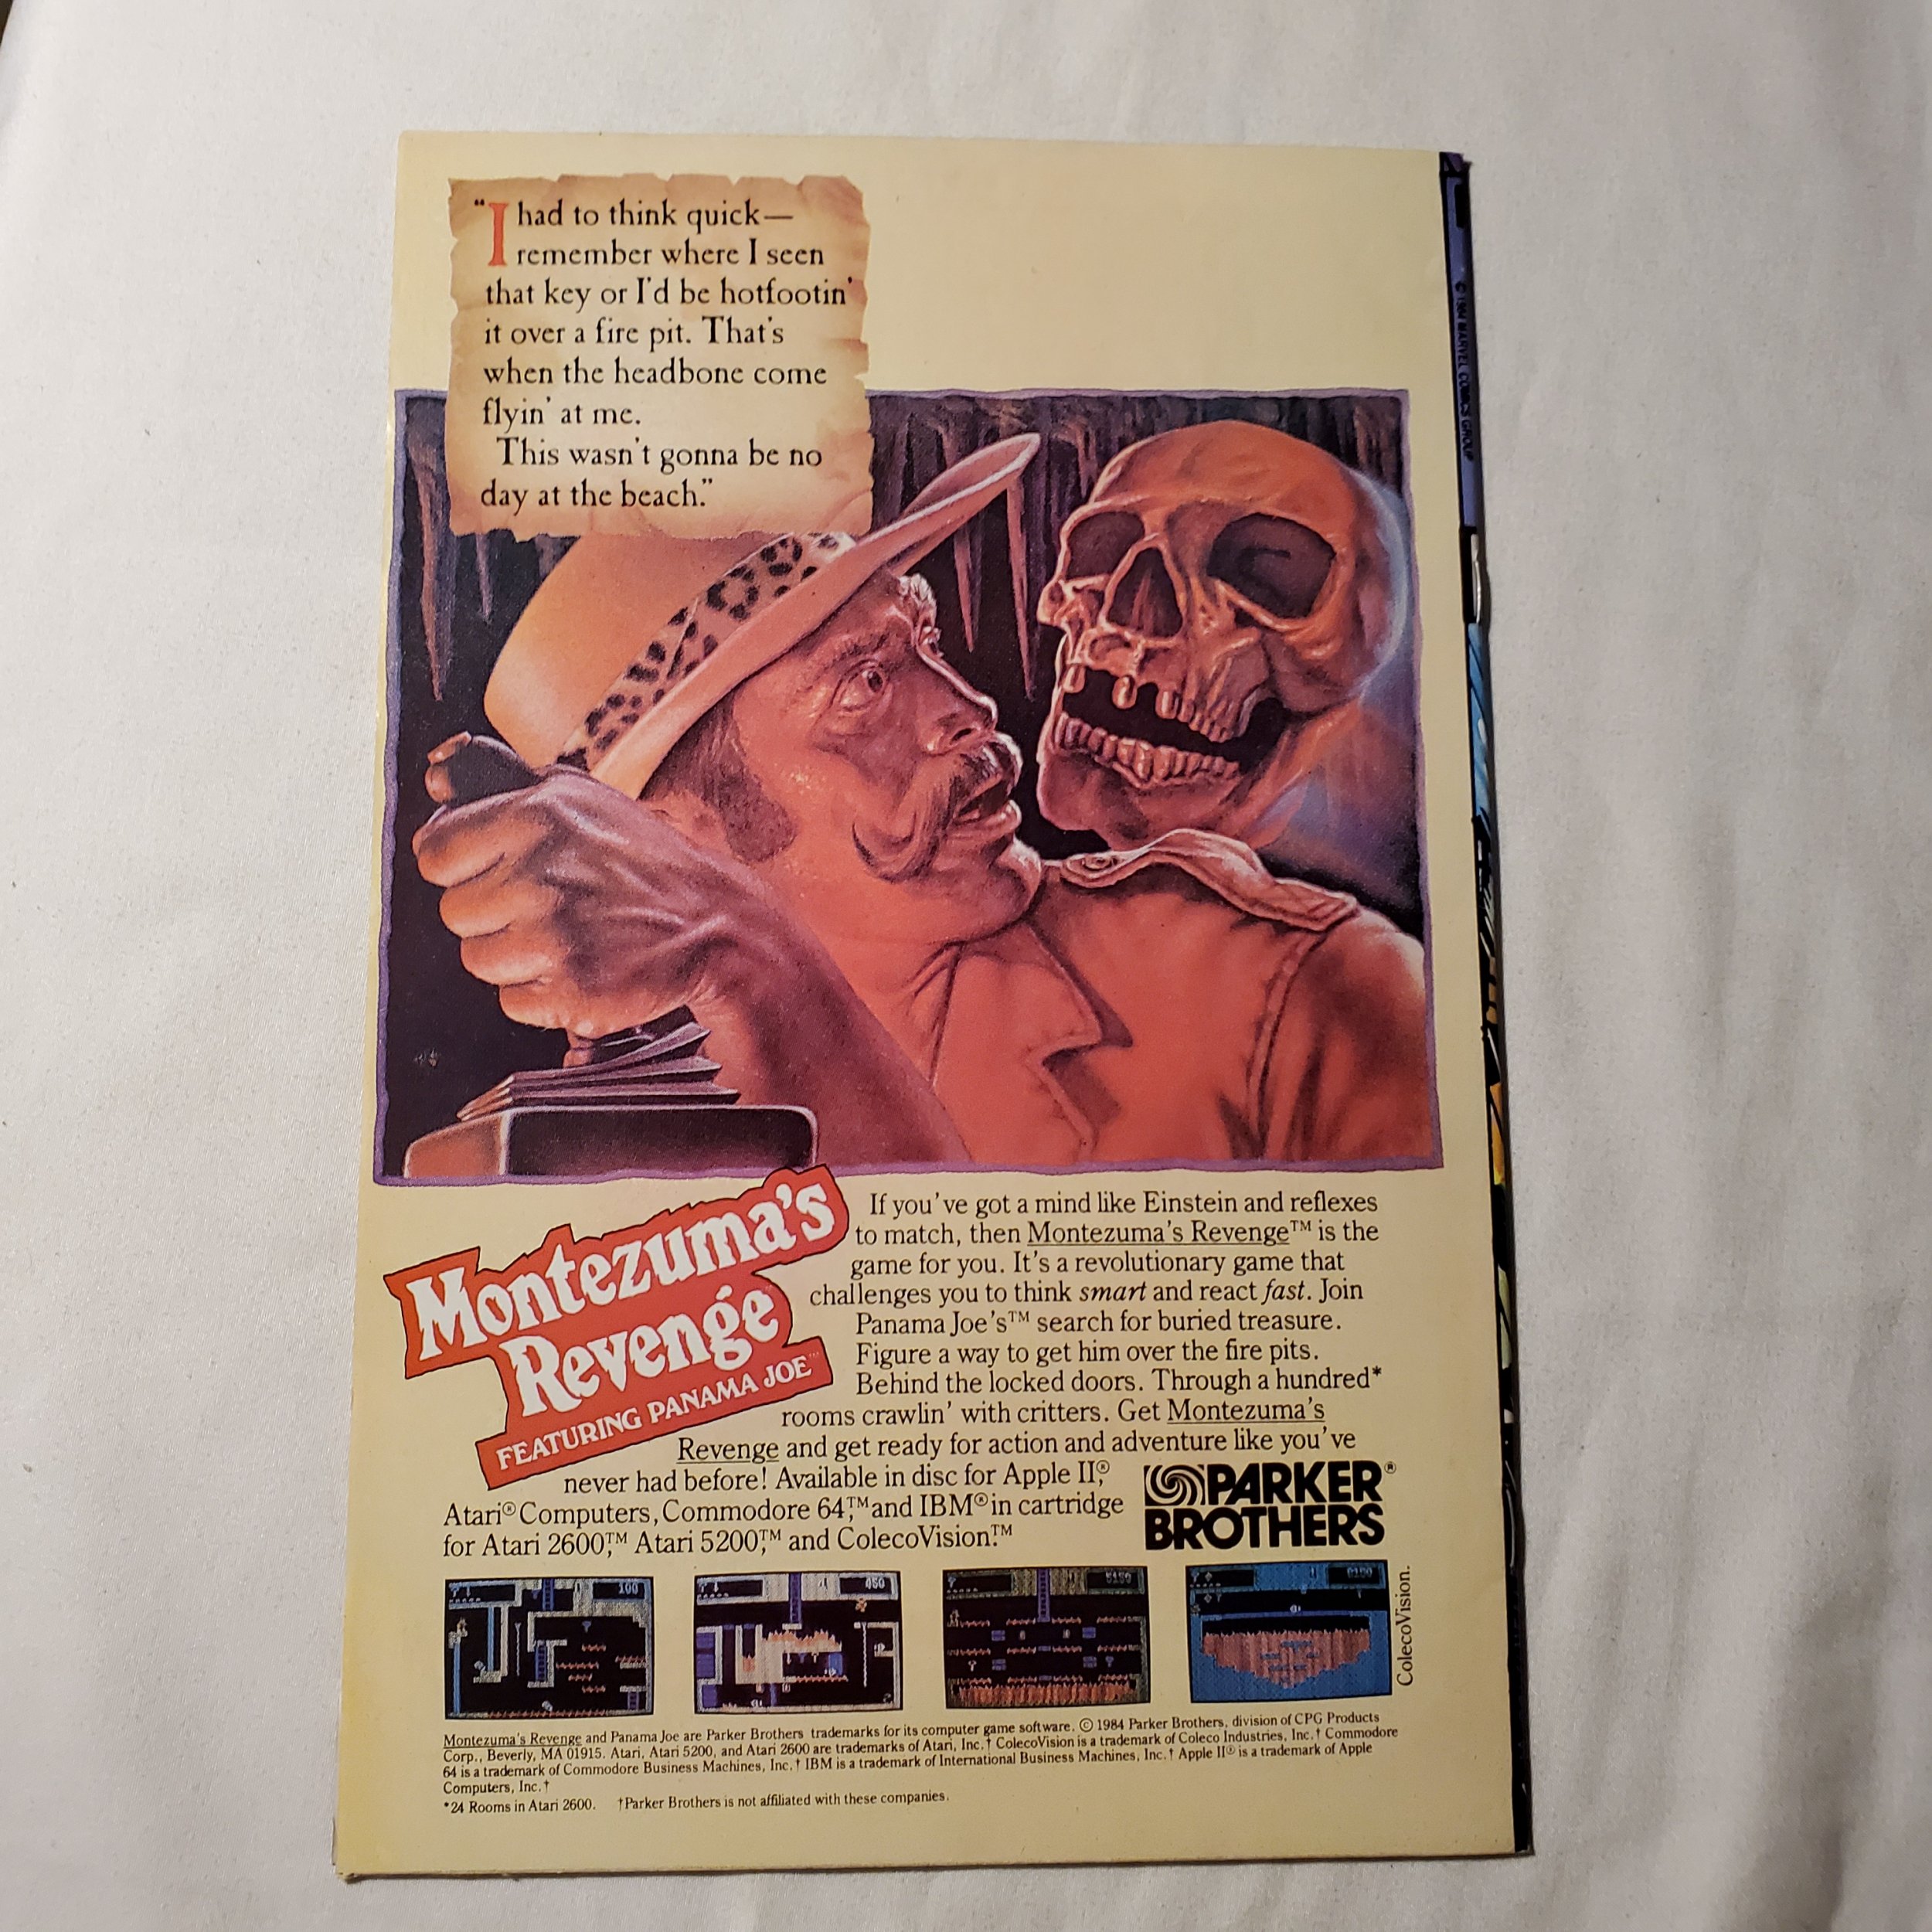 "I had to think quick—
remember where I seen
that key or I'd be hotfootin'
it over a fire pit. That's
when the headbone come
flyin' at me.
This wasn't gonna be no
day at the beach."
© 1984 MARVEL COMICS GROUP
Montezuma's
Revenge™
FEATURING PANAMA JOE™
If you've got a mind like Einstein and reflexes
to match, then Montezuma's Revenge™ is the
game for you. It's a revolutionary game that
challenges you to think smart and react fast. Join
Panama Joe's™ search for buried treasure.
Figure a way to get him over the fire pits.
Behind the locked doors. Through a hundred*
rooms crawlin' with critters. Get Montezuma's
Revenge and get ready for action and adventure like you've
never had before! Available in disc for Apple II,®
Atari® Computers, Commodore 64,™ and IBM® in cartridge
for Atari 2600,™ Atari 5200,™ and ColecoVision.™
PARKER®
BROTHERS
100
450
ColecoVision.
Montezuma's Revenge and Panama Joe are Parker Brothers trademarks for its computer game software. © 1984 Parker Brothers, division of CPG Products
Corp., Beverly, MA 01915. Atari, Atari 5200, and Atari 2600 are trademarks of Atari, Inc.† ColecoVision is a trademark of Coleco Industries, Inc.† Commodore
64 is a trademark of Commodore Business Machines, Inc.† IBM is a trademark of International Business Machines, Inc.† Apple II® is a trademark of Apple
Computers, Inc.†
*24 Rooms in Atari 2600. †Parker Brothers is not affiliated with these companies.